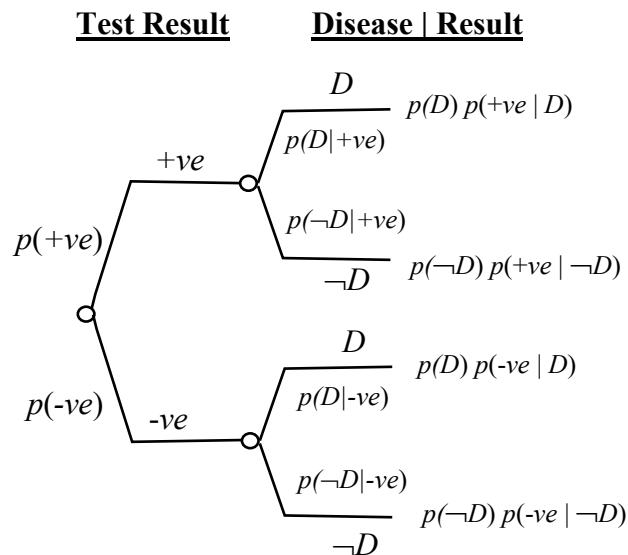 Test Result
Disease | Result
D
p(D) p(+ve | D)
p(D|+ve)
+ve
p(¬D|+ve)
p(+ve)
p(¬D) p(+ve | ¬D)
¬D
D
p(D) p(-ve | D)
p(-ve)
-ve
p(D|-ve)
p(¬D|-ve)
p(¬D) p(-ve | ¬D)
¬D